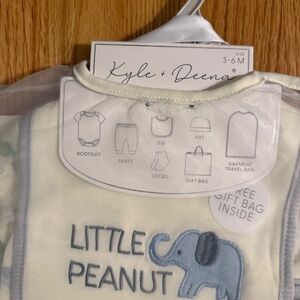 SIZE
3-6M
Kyle + Deena
BODYSUIT
PANTS
BIB
SOCKS
HAT
GIFT BAG
GARMENT
TRAVEL BAG
FREE
GIFT BAG
INSIDE
LITTLE
PEANUT